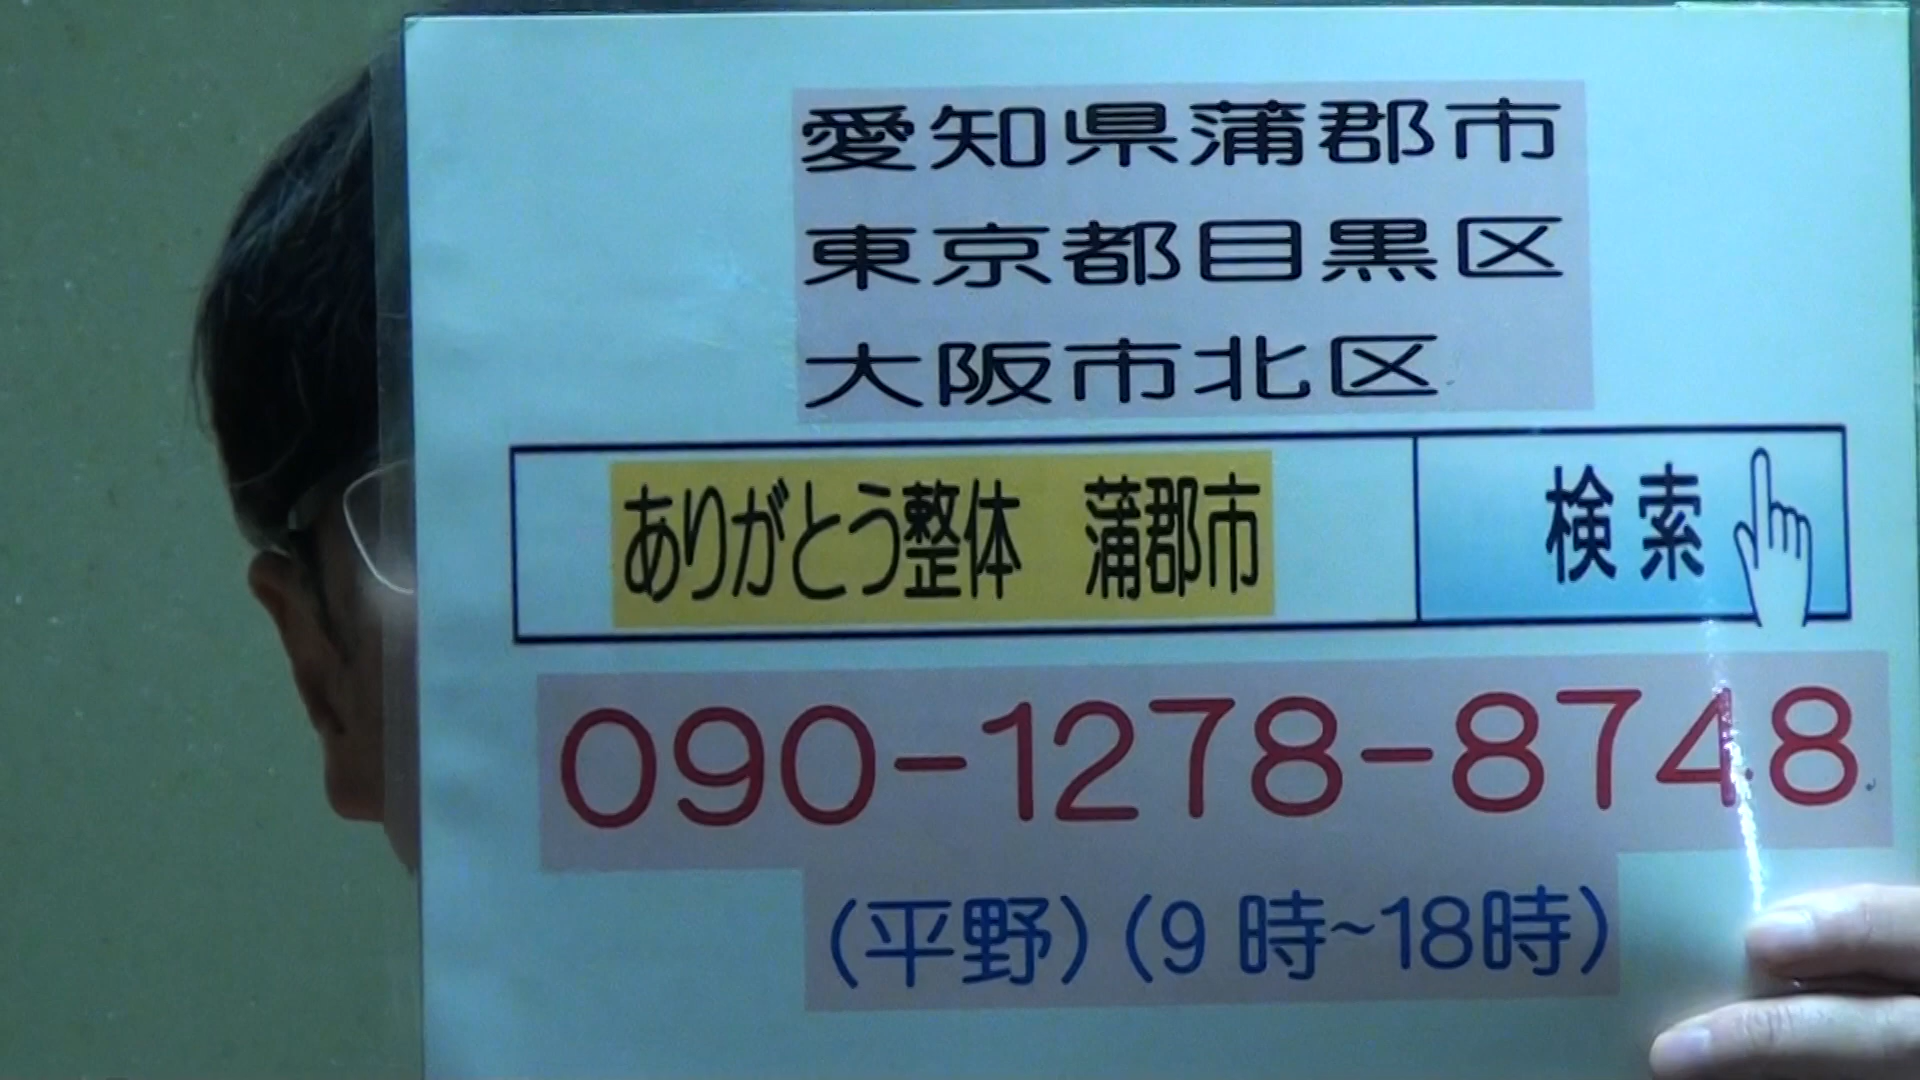 愛知県蒲郡市
東京都目黒区
大阪市北区
ありがとう整体　蒲郡市 検索
090-1278-8748
(平野)(9時~18時)